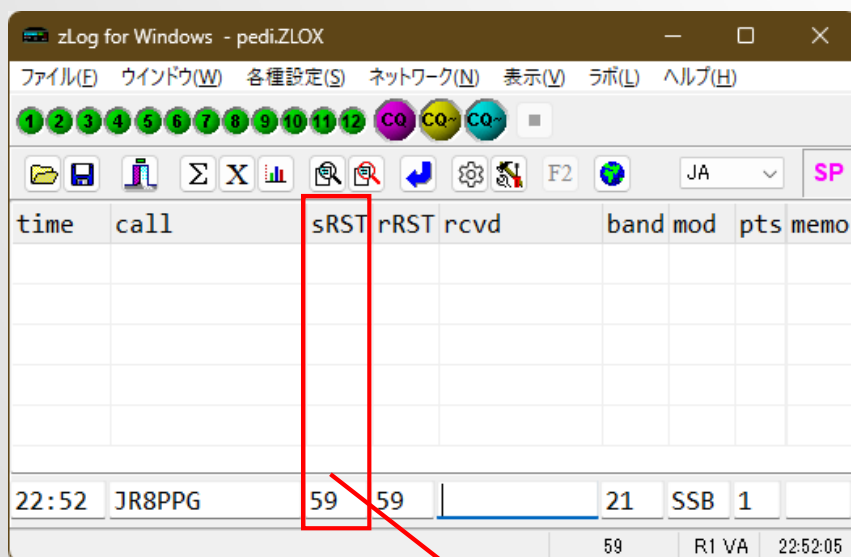 zLog for Windows - pedi.ZLOX
ファイル(F) ウインドウ(W) 各種設定(S) ネットワーク(N) 表示(V) ラボ(L) ヘルプ(H)
1 2 3 4 5 6 7 8 9 10 11 12 CQ CQ~ CQ~
Σ X F2 JA SP
time call sRST rRST rcvd band mod pts memo
22:52 JR8PPG 59 59 21 SSB 1
59 R1 VA 22:52:05